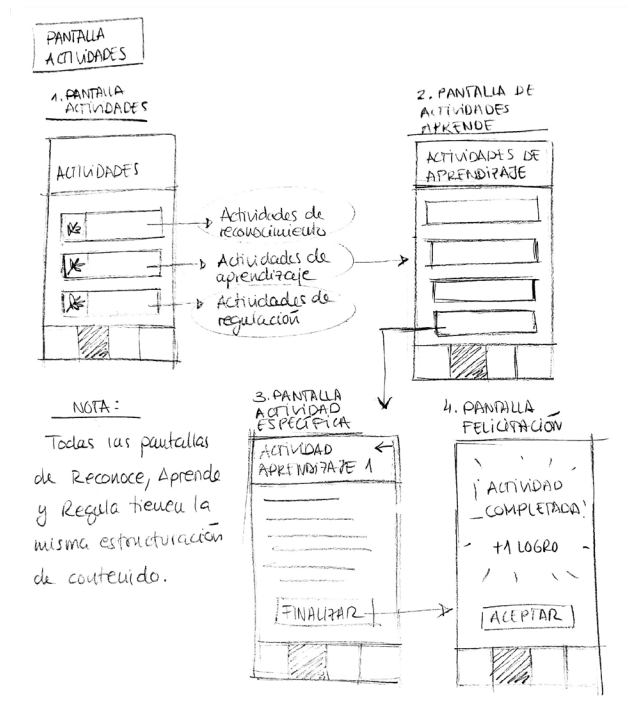 PANTALLA
ACTIVIDADES
1. PANTALLA
ACTIVIDADES
ACTIVIDADES
Actividades de
reconocimiento
Actividades de
aprendizaje
Actividades de
regulación
2. PANTALLA DE
ACTIVIDADES
APRENDE
ACTIVIDADES DE
APRENDIZAJE
NOTA:
Todas las pantallas
de Reconoce, Aprende
y Regula tienen la
misma estructuración
de contenido.
3. PANTALLA
ACTIVIDAD
ESPECÍFICA
ACTIVIDAD
APRENDIZAJE 1
FINALIZAR
4. PANTALLA
FELICITACIÓN
¡ACTIVIDAD
COMPLETADA!
+1 LOGRO
ACEPTAR